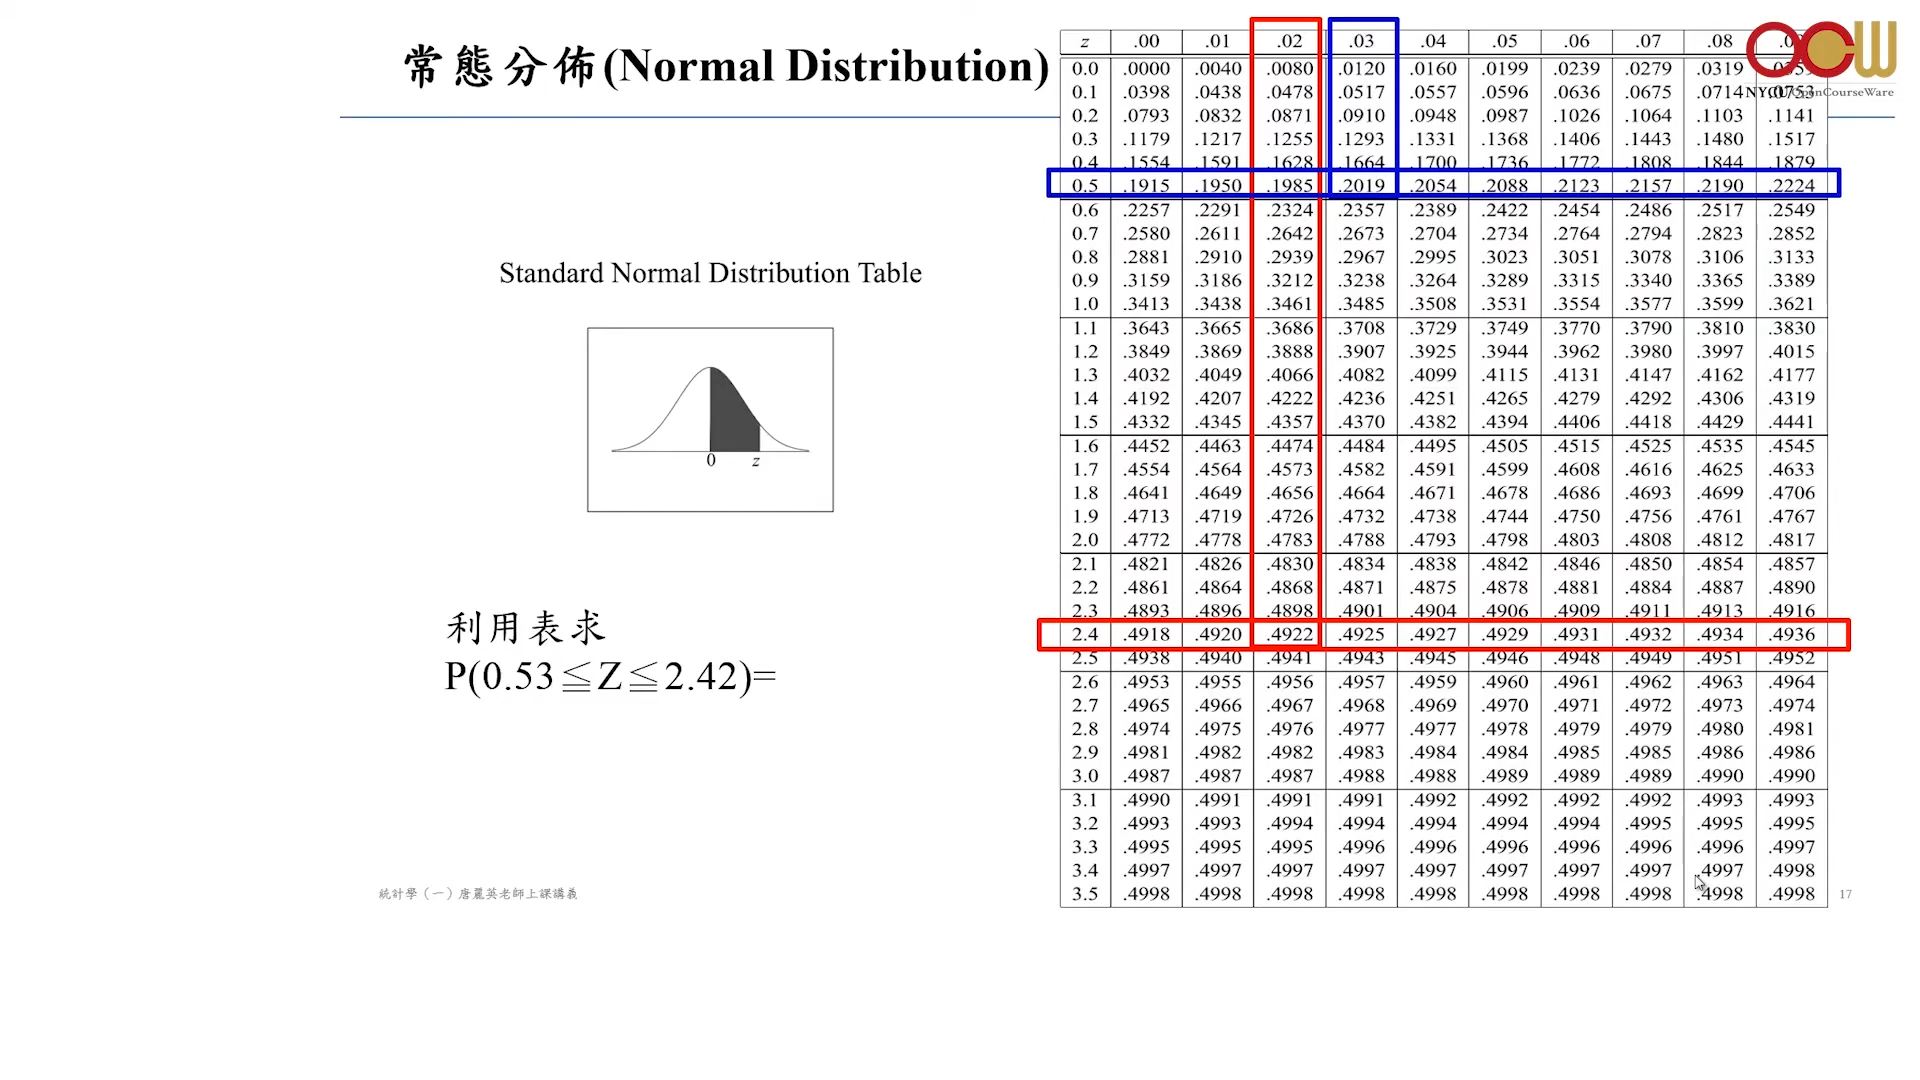 常態分佈(Normal Distribution)
Standard Normal Distribution Table
0 z
利用表求
P(0.53≦Z≦2.42)=
統計學（一）唐麗英老師上課講義
z .00 .01 .02 .03 .04 .05 .06 .07 .08
0.0 .0000 .0040 .0080 .0120 .0160 .0199 .0239 .0279 .0319
0.1 .0398 .0438 .0478 .0517 .0557 .0596 .0636 .0675 .0714 .0753
0.2 .0793 .0832 .0871 .0910 .0948 .0987 .1026 .1064 .1103 .1141
0.3 .1179 .1217 .1255 .1293 .1331 .1368 .1406 .1443 .1480 .1517
0.4 .1554 .1591 .1628 .1664 .1700 .1736 .1772 .1808 .1844 .1879
0.5 .1915 .1950 .1985 .2019 .2054 .2088 .2123 .2157 .2190 .2224
0.6 .2257 .2291 .2324 .2357 .2389 .2422 .2454 .2486 .2517 .2549
0.7 .2580 .2611 .2642 .2673 .2704 .2734 .2764 .2794 .2823 .2852
0.8 .2881 .2910 .2939 .2967 .2995 .3023 .3051 .3078 .3106 .3133
0.9 .3159 .3186 .3212 .3238 .3264 .3289 .3315 .3340 .3365 .3389
1.0 .3413 .3438 .3461 .3485 .3508 .3531 .3554 .3577 .3599 .3621
1.1 .3643 .3665 .3686 .3708 .3729 .3749 .3770 .3790 .3810 .3830
1.2 .3849 .3869 .3888 .3907 .3925 .3944 .3962 .3980 .3997 .4015
1.3 .4032 .4049 .4066 .4082 .4099 .4115 .4131 .4147 .4162 .4177
1.4 .4192 .4207 .4222 .4236 .4251 .4265 .4279 .4292 .4306 .4319
1.5 .4332 .4345 .4357 .4370 .4382 .4394 .4406 .4418 .4429 .4441
1.6 .4452 .4463 .4474 .4484 .4495 .4505 .4515 .4525 .4535 .4545
1.7 .4554 .4564 .4573 .4582 .4591 .4599 .4608 .4616 .4625 .4633
1.8 .4641 .4649 .4656 .4664 .4671 .4678 .4686 .4693 .4699 .4706
1.9 .4713 .4719 .4726 .4732 .4738 .4744 .4750 .4756 .4761 .4767
2.0 .4772 .4778 .4783 .4788 .4793 .4798 .4803 .4808 .4812 .4817
2.1 .4821 .4826 .4830 .4834 .4838 .4842 .4846 .4850 .4854 .4857
2.2 .4861 .4864 .4868 .4871 .4875 .4878 .4881 .4884 .4887 .4890
2.3 .4893 .4896 .4898 .4901 .4904 .4906 .4909 .4911 .4913 .4916
2.4 .4918 .4920 .4922 .4925 .4927 .4929 .4931 .4932 .4934 .4936
2.5 .4938 .4940 .4941 .4943 .4945 .4946 .4948 .4949 .4951 .4952
2.6 .4953 .4955 .4956 .4957 .4959 .4960 .4961 .4962 .4963 .4964
2.7 .4965 .4966 .4967 .4968 .4969 .4970 .4971 .4972 .4973 .4974
2.8 .4974 .4975 .4976 .4977 .4977 .4978 .4979 .4979 .4980 .4981
2.9 .4981 .4982 .4982 .4983 .4984 .4984 .4985 .4985 .4986 .4986
3.0 .4987 .4987 .4987 .4988 .4988 .4989 .4989 .4989 .4990 .4990
3.1 .4990 .4991 .4991 .4991 .4992 .4992 .4992 .4992 .4993 .4993
3.2 .4993 .4993 .4994 .4994 .4994 .4994 .4994 .4995 .4995 .4995
3.3 .4995 .4995 .4995 .4996 .4996 .4996 .4996 .4996 .4996 .4997
3.4 .4997 .4997 .4997 .4997 .4997 .4997 .4997 .4997 .4997 .4998
3.5 .4998 .4998 .4998 .4998 .4998 .4998 .4998 .4998 .4998 .4998
17
OCW
NYCU OpenCourseWare